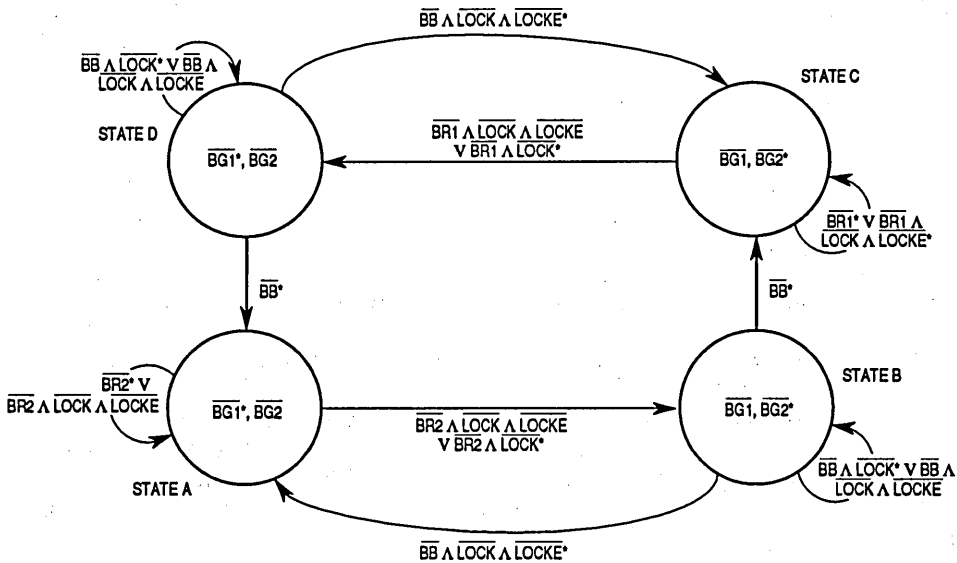 BB Λ LOCK Λ LOCKE*
BB Λ LOCK* V BB Λ
LOCK Λ LOCKE
STATE D
BG1*, BG2
BR1 Λ LOCK Λ LOCKE
V BR1 Λ LOCK*
STATE C
BG1, BG2*
BR1* V BR1 Λ
LOCK Λ LOCKE*
BB*
BB*
BR2* V
BR2 Λ LOCK Λ LOCKE
BG1*, BG2
STATE A
BR2 Λ LOCK Λ LOCKE
V BR2 Λ LOCK*
STATE B
BG1, BG2*
BB Λ LOCK* V BB Λ
LOCK Λ LOCKE
BB Λ LOCK Λ LOCKE*